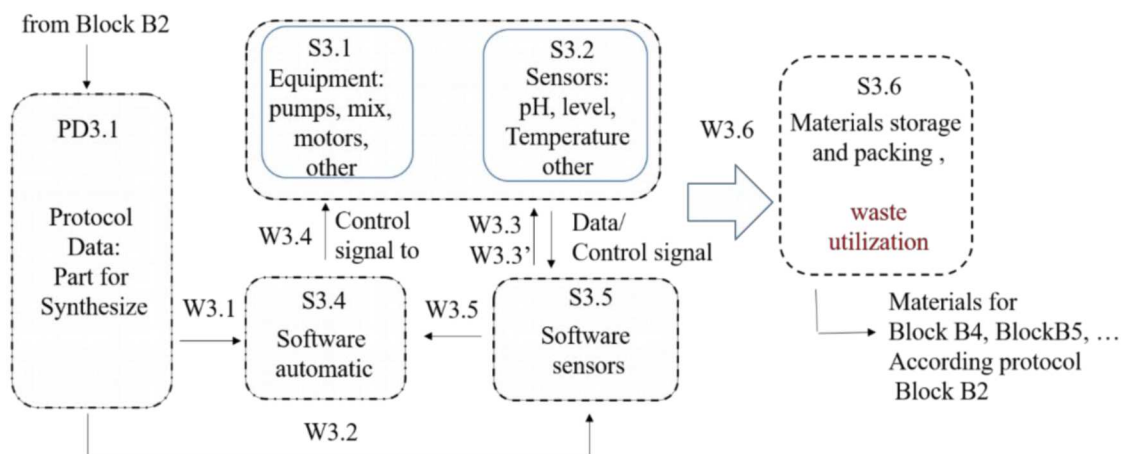 from Block B2
PD3.1
Protocol
Data:
Part for
Synthesize
S3.1
Equipment:
pumps, mix,
motors,
other
S3.2
Sensors:
pH, level,
Temperature
other
W3.6
S3.6
Materials storage
and packing ,
waste
utilization
W3.4
Control
signal to
W3.3
W3.3’
Data/
Control signal
W3.1
S3.4
Software
automatic
W3.5
S3.5
Software
sensors
Materials for
Block B4, BlockB5, …
According protocol
Block B2
W3.2